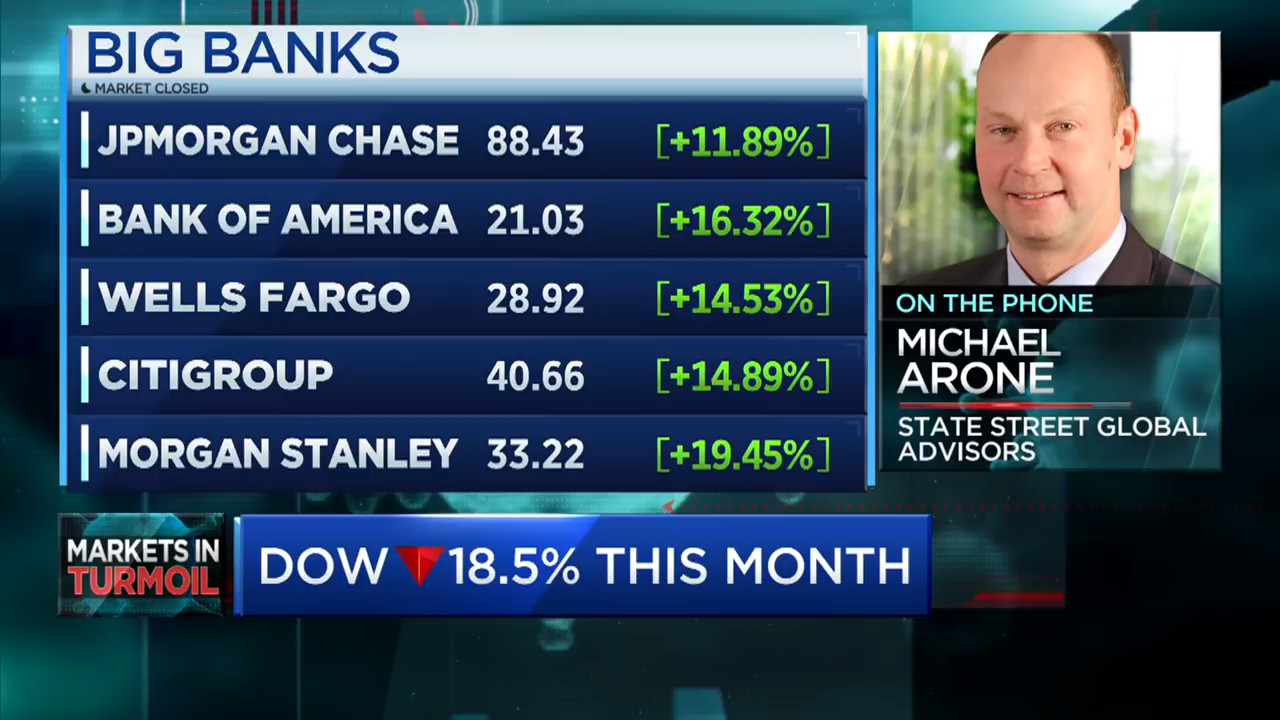 BIG BANKS
MARKET CLOSED
JPMORGAN CHASE 88.43 [+11.89%]
BANK OF AMERICA 21.03 [+16.32%]
WELLS FARGO 28.92 [+14.53%]
CITIGROUP 40.66 [+14.89%]
MORGAN STANLEY 33.22 [+19.45%]
ON THE PHONE
MICHAEL
ARONE
STATE STREET GLOBAL
ADVISORS
MARKETS IN
TURMOIL
DOW ▼18.5% THIS MONTH